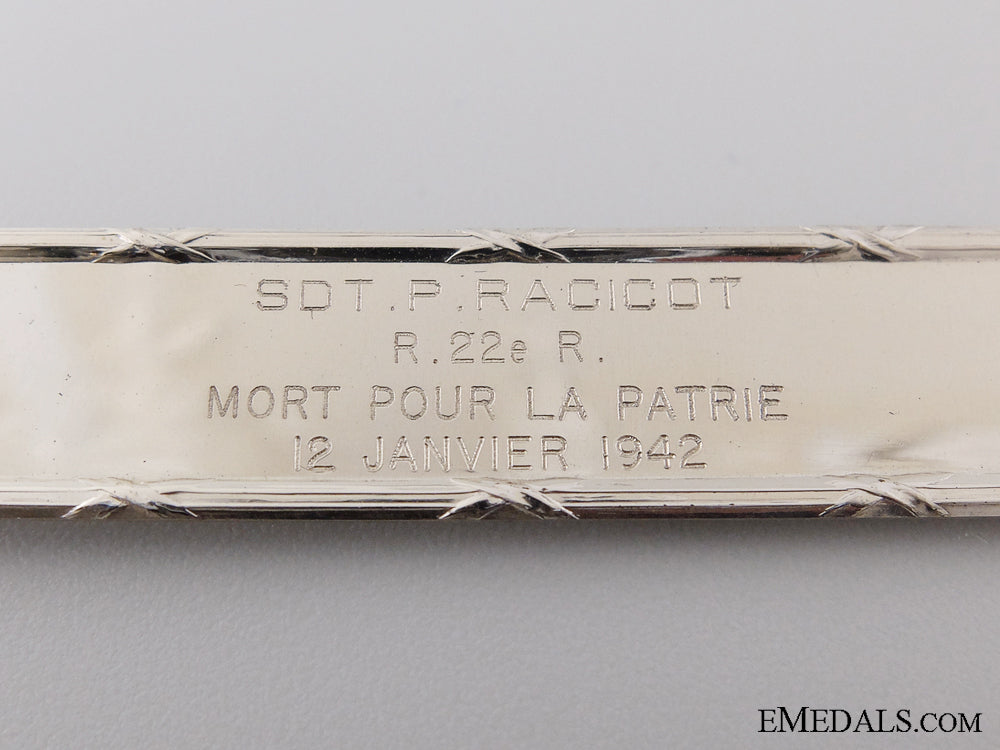 SDT. P. RACICOT
R. 22e R.
MORT POUR LA PATRIE
12 JANVIER 1942
EMEDALS.COM